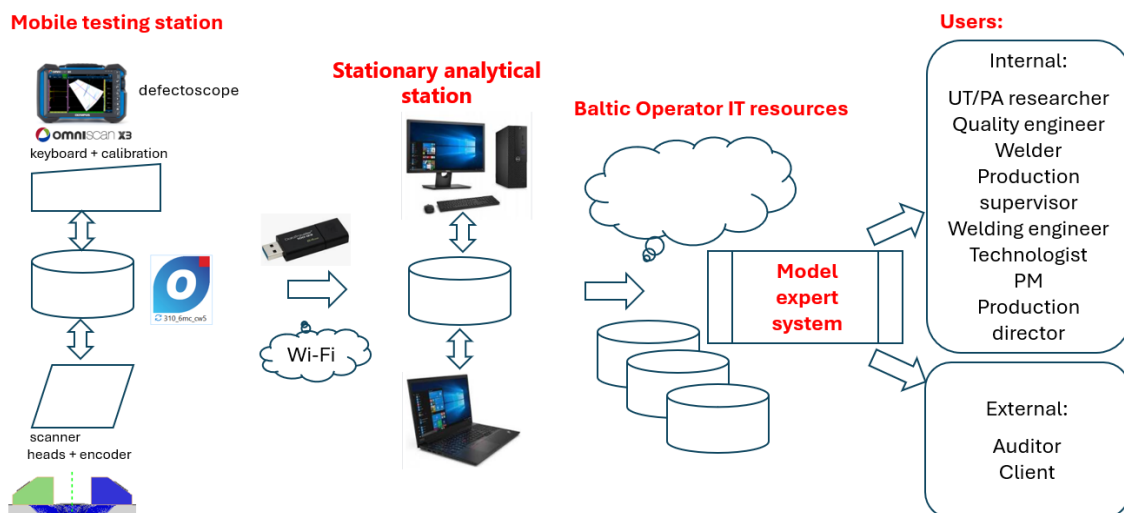 Mobile testing station
defectoscope
OMNISCAN X3
keyboard + calibration
310_6mc_cw5
scanner
heads + encoder
Wi-Fi
Stationary analytical
station
Baltic Operator IT resources
Model
expert
system
Users:
Internal:
UT/PA researcher
Quality engineer
Welder
Production
supervisor
Welding engineer
Technologist
PM
Production
director
External:
Auditor
Client